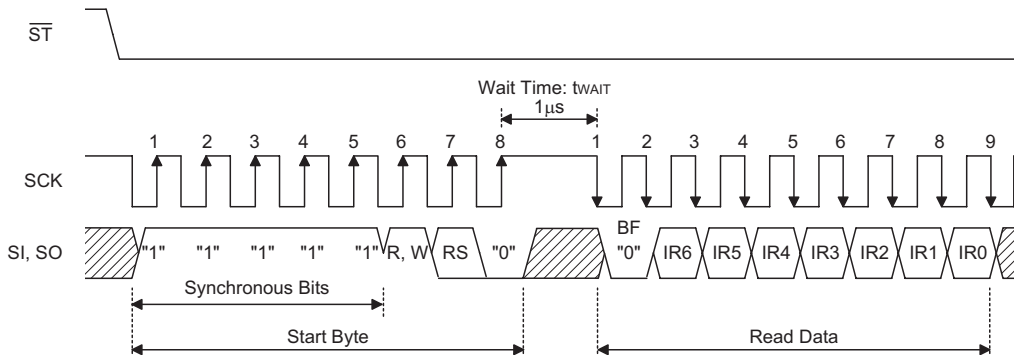 ST
Wait Time: tWAIT
1µs
1 2 3 4 5 6 7 8 1 2 3 4 5 6 7 8 9
SCK
BF
SI, SO "1" "1" "1" "1" "1" R, W RS "0" "0" IR6 IR5 IR4 IR3 IR2 IR1 IR0
Synchronous Bits
Start Byte Read Data